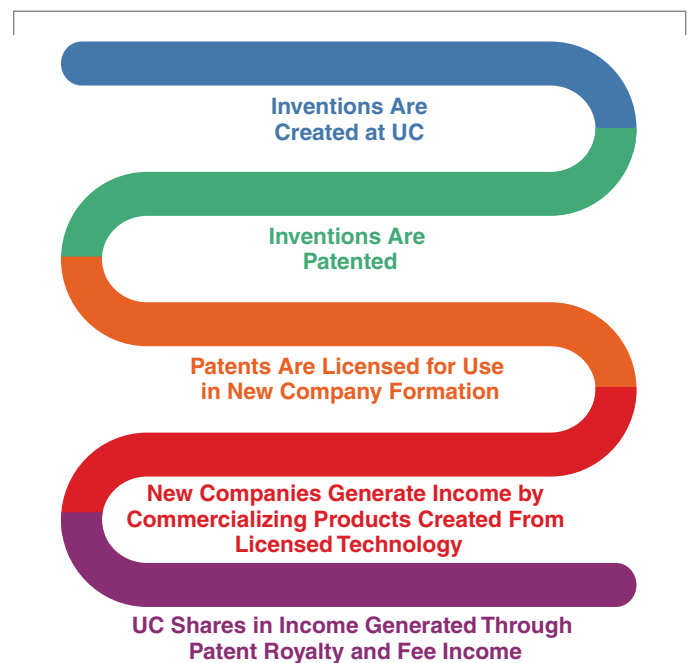 Inventions Are
Created at UC
Inventions Are
Patented
Patents Are Licensed for Use
in New Company Formation
New Companies Generate Income by
Commercializing Products Created From
Licensed Technology
UC Shares in Income Generated Through
Patent Royalty and Fee Income